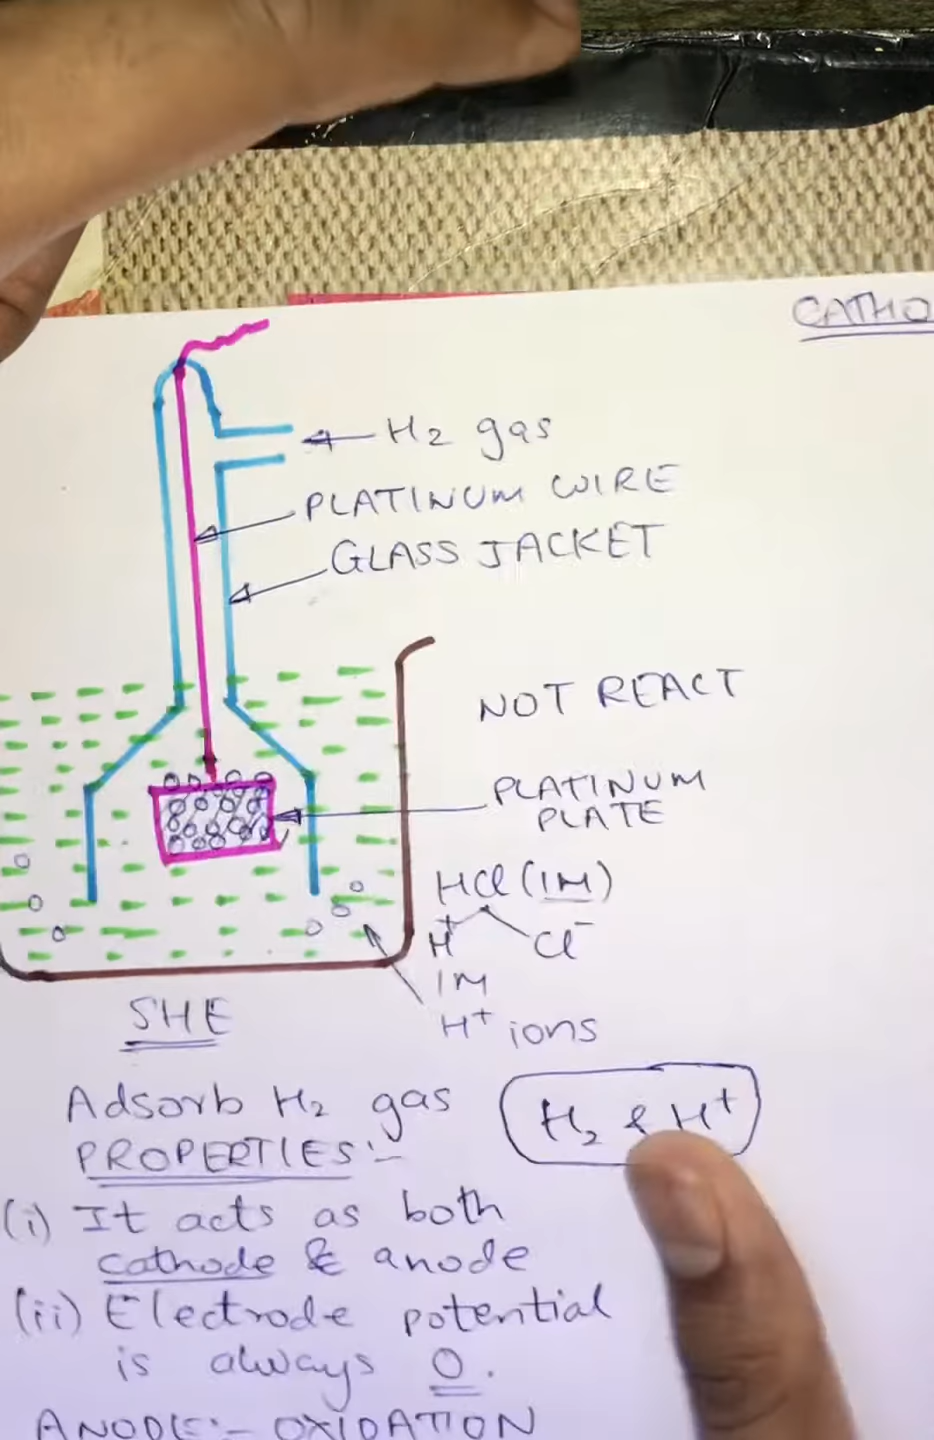 CATHO
H2 gas
PLATINUM WIRE
GLASS JACKET
NOT REACT
PLATINUM
PLATE
HCl (1M)
H+ Cl-
1M
H+ ions
SHE
Adsorb H2 gas
H2 & H+
PROPERTIES:-
(i) It acts as both
cathode & anode
(ii) Electrode potential
is always 0.
ANODE:- OXIDATION